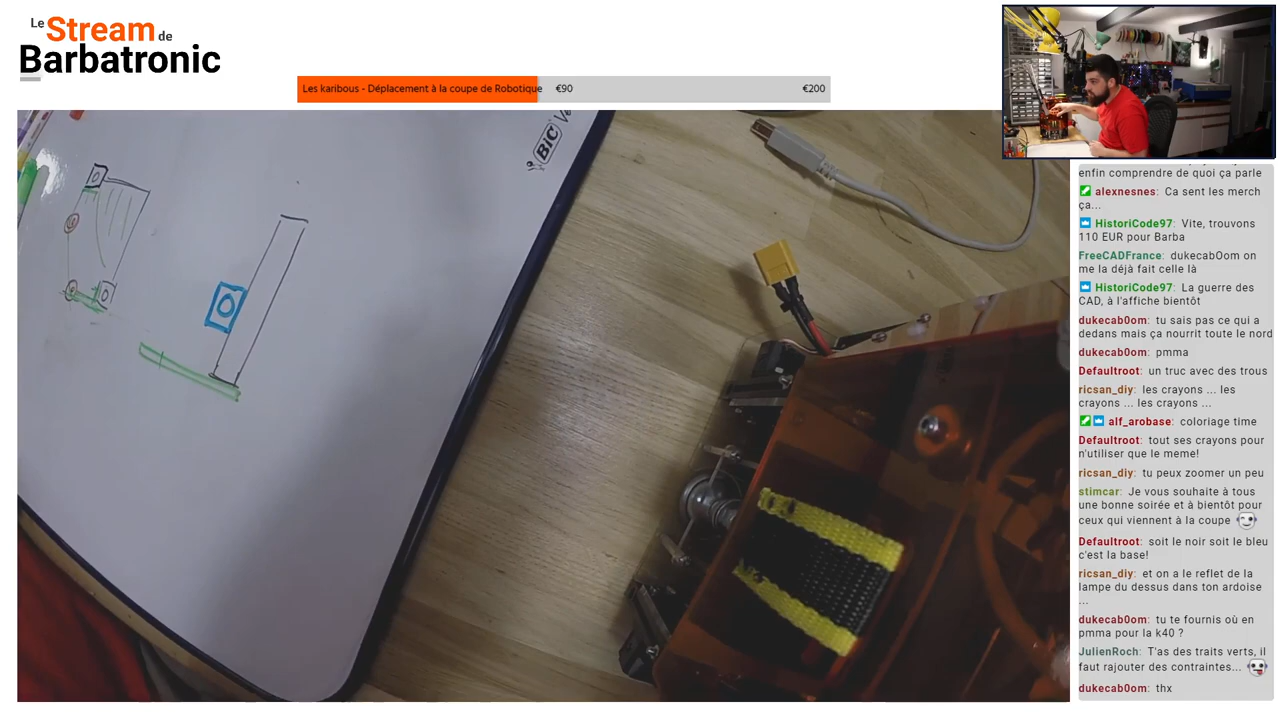 Le Stream de
Barbatronic
Les karibous - Déplacement à la coupe de Robotique €90 €200
BIC Ve
enfin comprendre de quoi ça parle
alexnesnes: Ca sent les merch
ça...
HistoriCode97: Vite, trouvons
110 EUR pour Barba
FreeCADFrance: dukecabOom on
me la déjà fait celle là
HistoriCode97: La guerre des
CAD, à l'affiche bientôt
dukecab0om: tu sais pas ce qui a
dedans mais ça nourrit toute le nord
dukecab0om: pmma
Defaultroot: un truc avec des trous
ricsan_diy: les crayons ... les
crayons ... les crayons ...
alf_arobase: coloriage time
Defaultroot: tout ses crayons pour
n'utiliser que le meme!
ricsan_diy: tu peux zoomer un peu
stimcar: Je vous souhaite à tous
une bonne soirée et à bientôt pour
ceux qui viennent à la coupe
Defaultroot: soit le noir soit le bleu
c'est la base!
ricsan_diy: et on a le reflet de la
lampe du dessus dans ton ardoise
...
dukecab0om: tu te fournis où en
pmma pour la k40 ?
JulienRoch: T'as des traits verts, il
faut rajouter des contraintes...
dukecab0om: thx